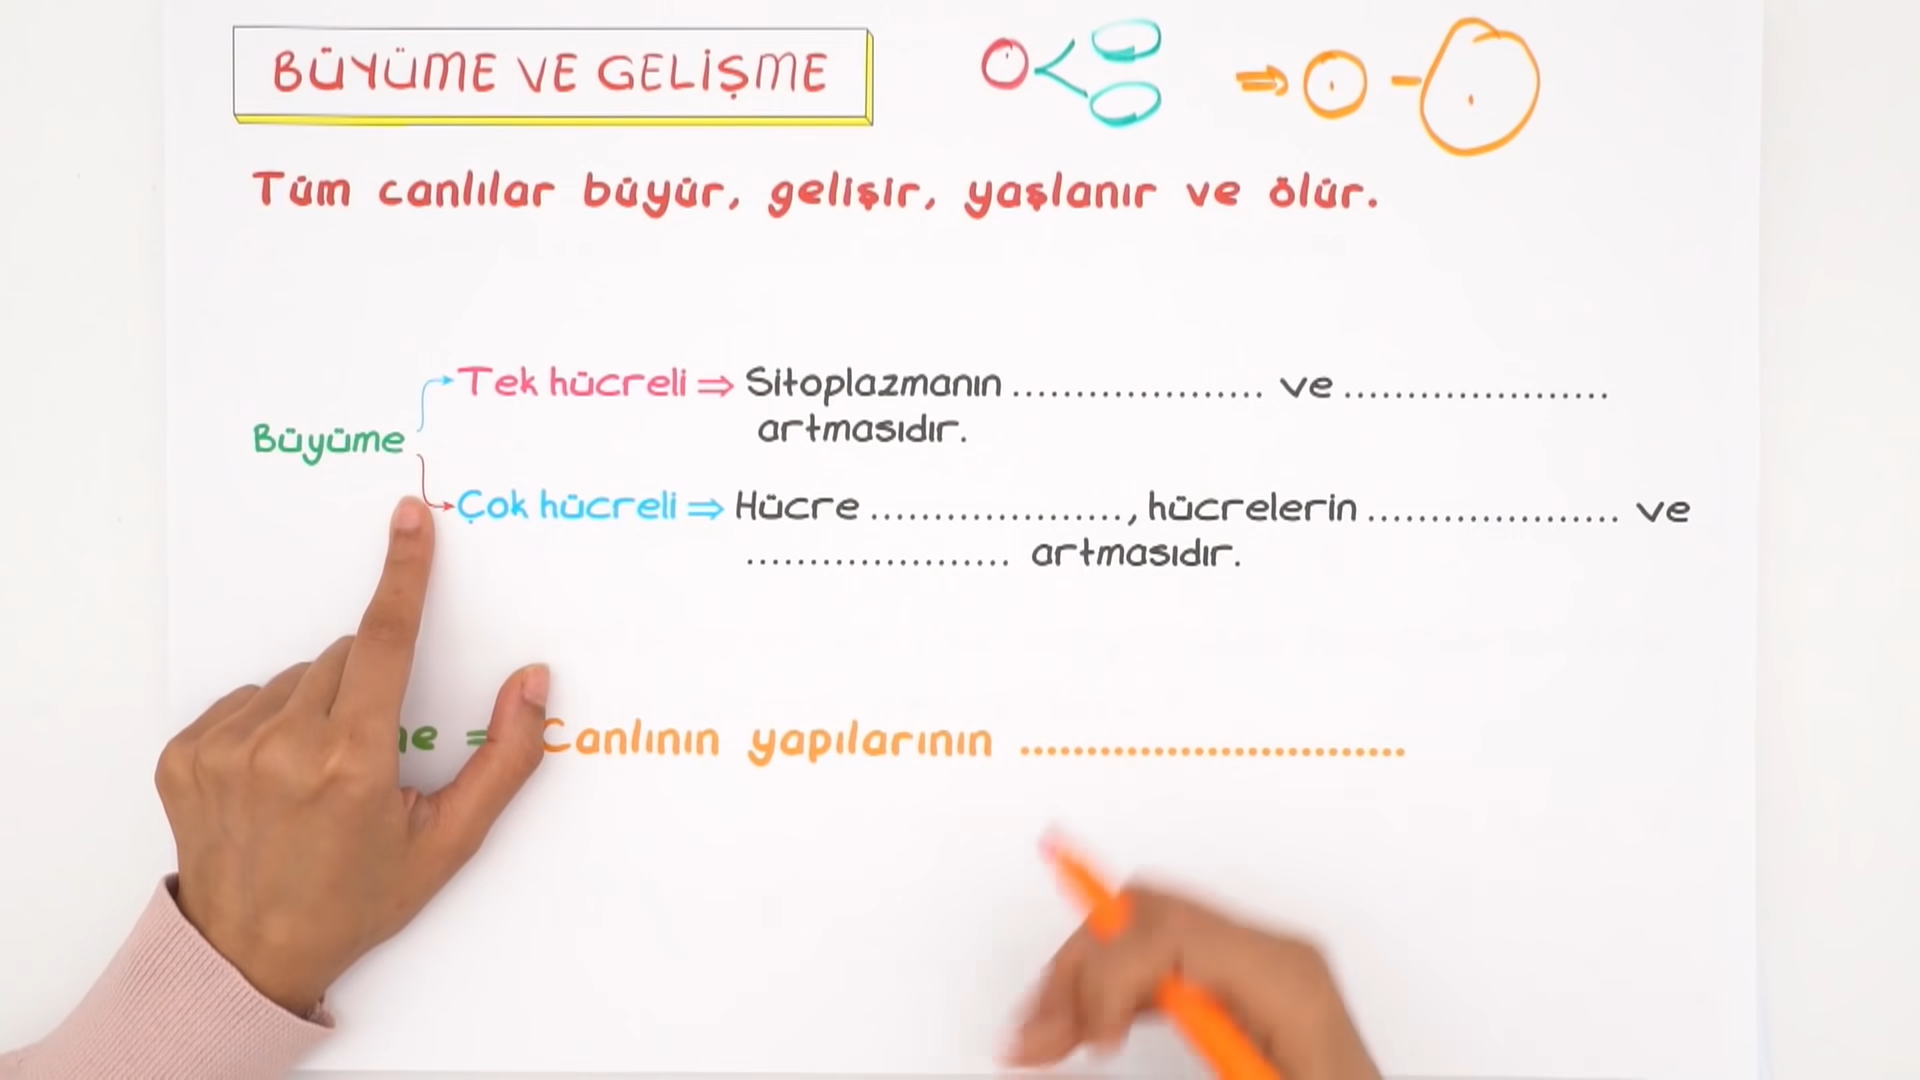 BÜYÜME VE GELİŞME
Tüm canlılar büyür, gelişir, yaşlanır ve ölür.
Tek hücreli ⇒ Sitoplazmanın .................... ve .....................
artmasıdır.
Büyüme
Çok hücreli ⇒ Hücre ...................., hücrelerin .................... ve
..................... artmasıdır.
Canlının yapılarının .............................